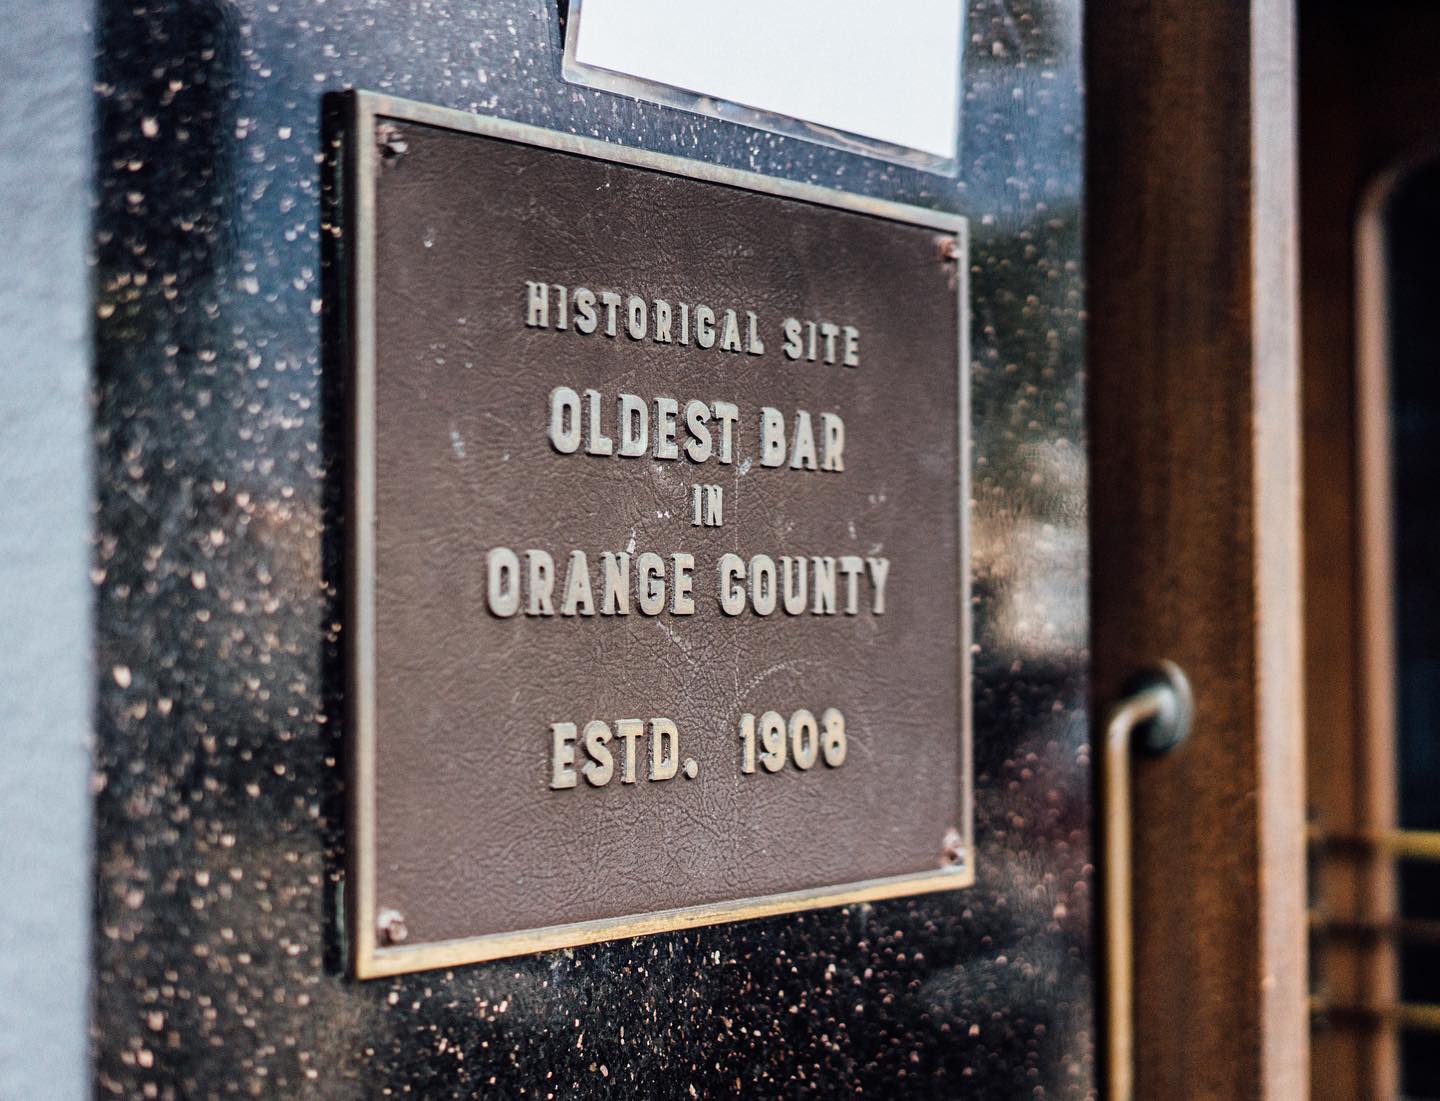 HISTORICAL SITE
OLDEST BAR
IN
ORANGE COUNTY
ESTD. 1908